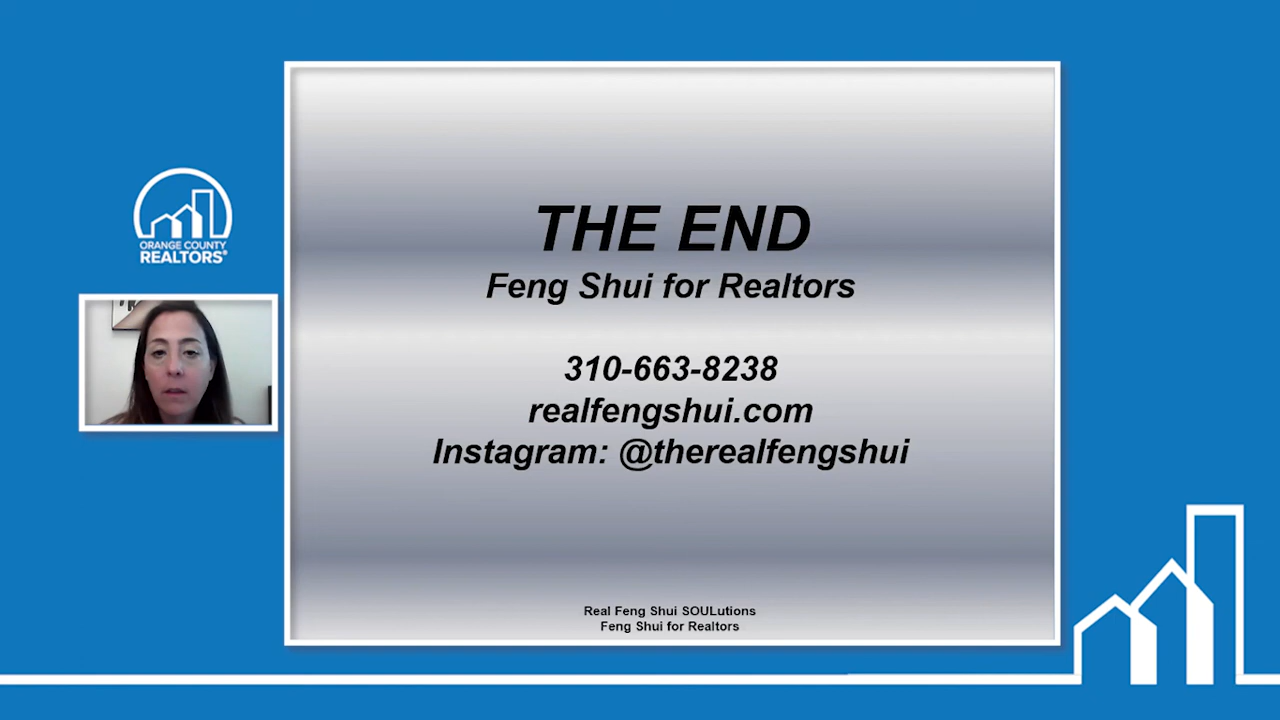 ORANGE COUNTY
REALTORS®
THE END
Feng Shui for Realtors
310-663-8238
realfengshui.com
Instagram: @therealfengshui
Real Feng Shui SOULutions
Feng Shui for Realtors